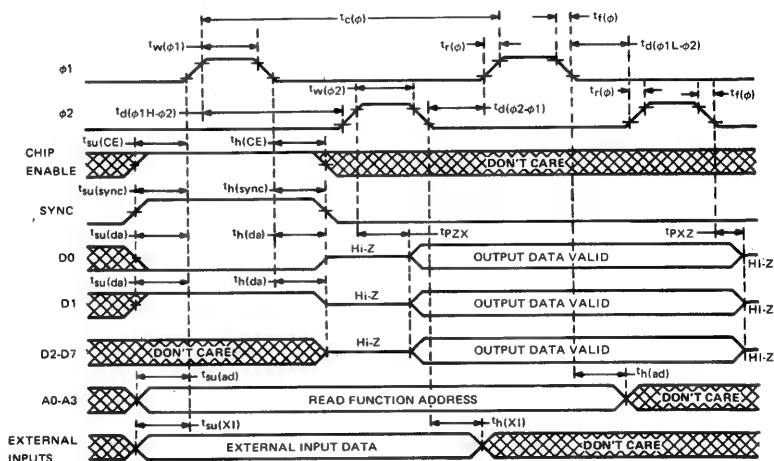 tc(ϕ)
tw(ϕ1)
tr(ϕ)
tf(ϕ)
td(ϕ1L-ϕ2)
ϕ1
tw(ϕ2)
tr(ϕ)
tf(ϕ)
td(ϕ1H-ϕ2)
td(ϕ2-ϕ1)
ϕ2
tsu(CE)
th(CE)
CHIP
ENABLE
DON'T CARE
tsu(sync)
th(sync)
SYNC
tsu(da)
th(da)
tPZX
tPXZ
D0
Hi-Z
OUTPUT DATA VALID
HI-Z
tsu(da)
th(da)
D1
Hi-Z
OUTPUT DATA VALID
HI-Z
D2-D7
DON'T CARE
Hi-Z
OUTPUT DATA VALID
HI-Z
tsu(ad)
th(ad)
A0-A3
READ FUNCTION ADDRESS
DON'T CARE
tsu(XI)
th(XI)
EXTERNAL
INPUTS
EXTERNAL INPUT DATA
DON'T CARE